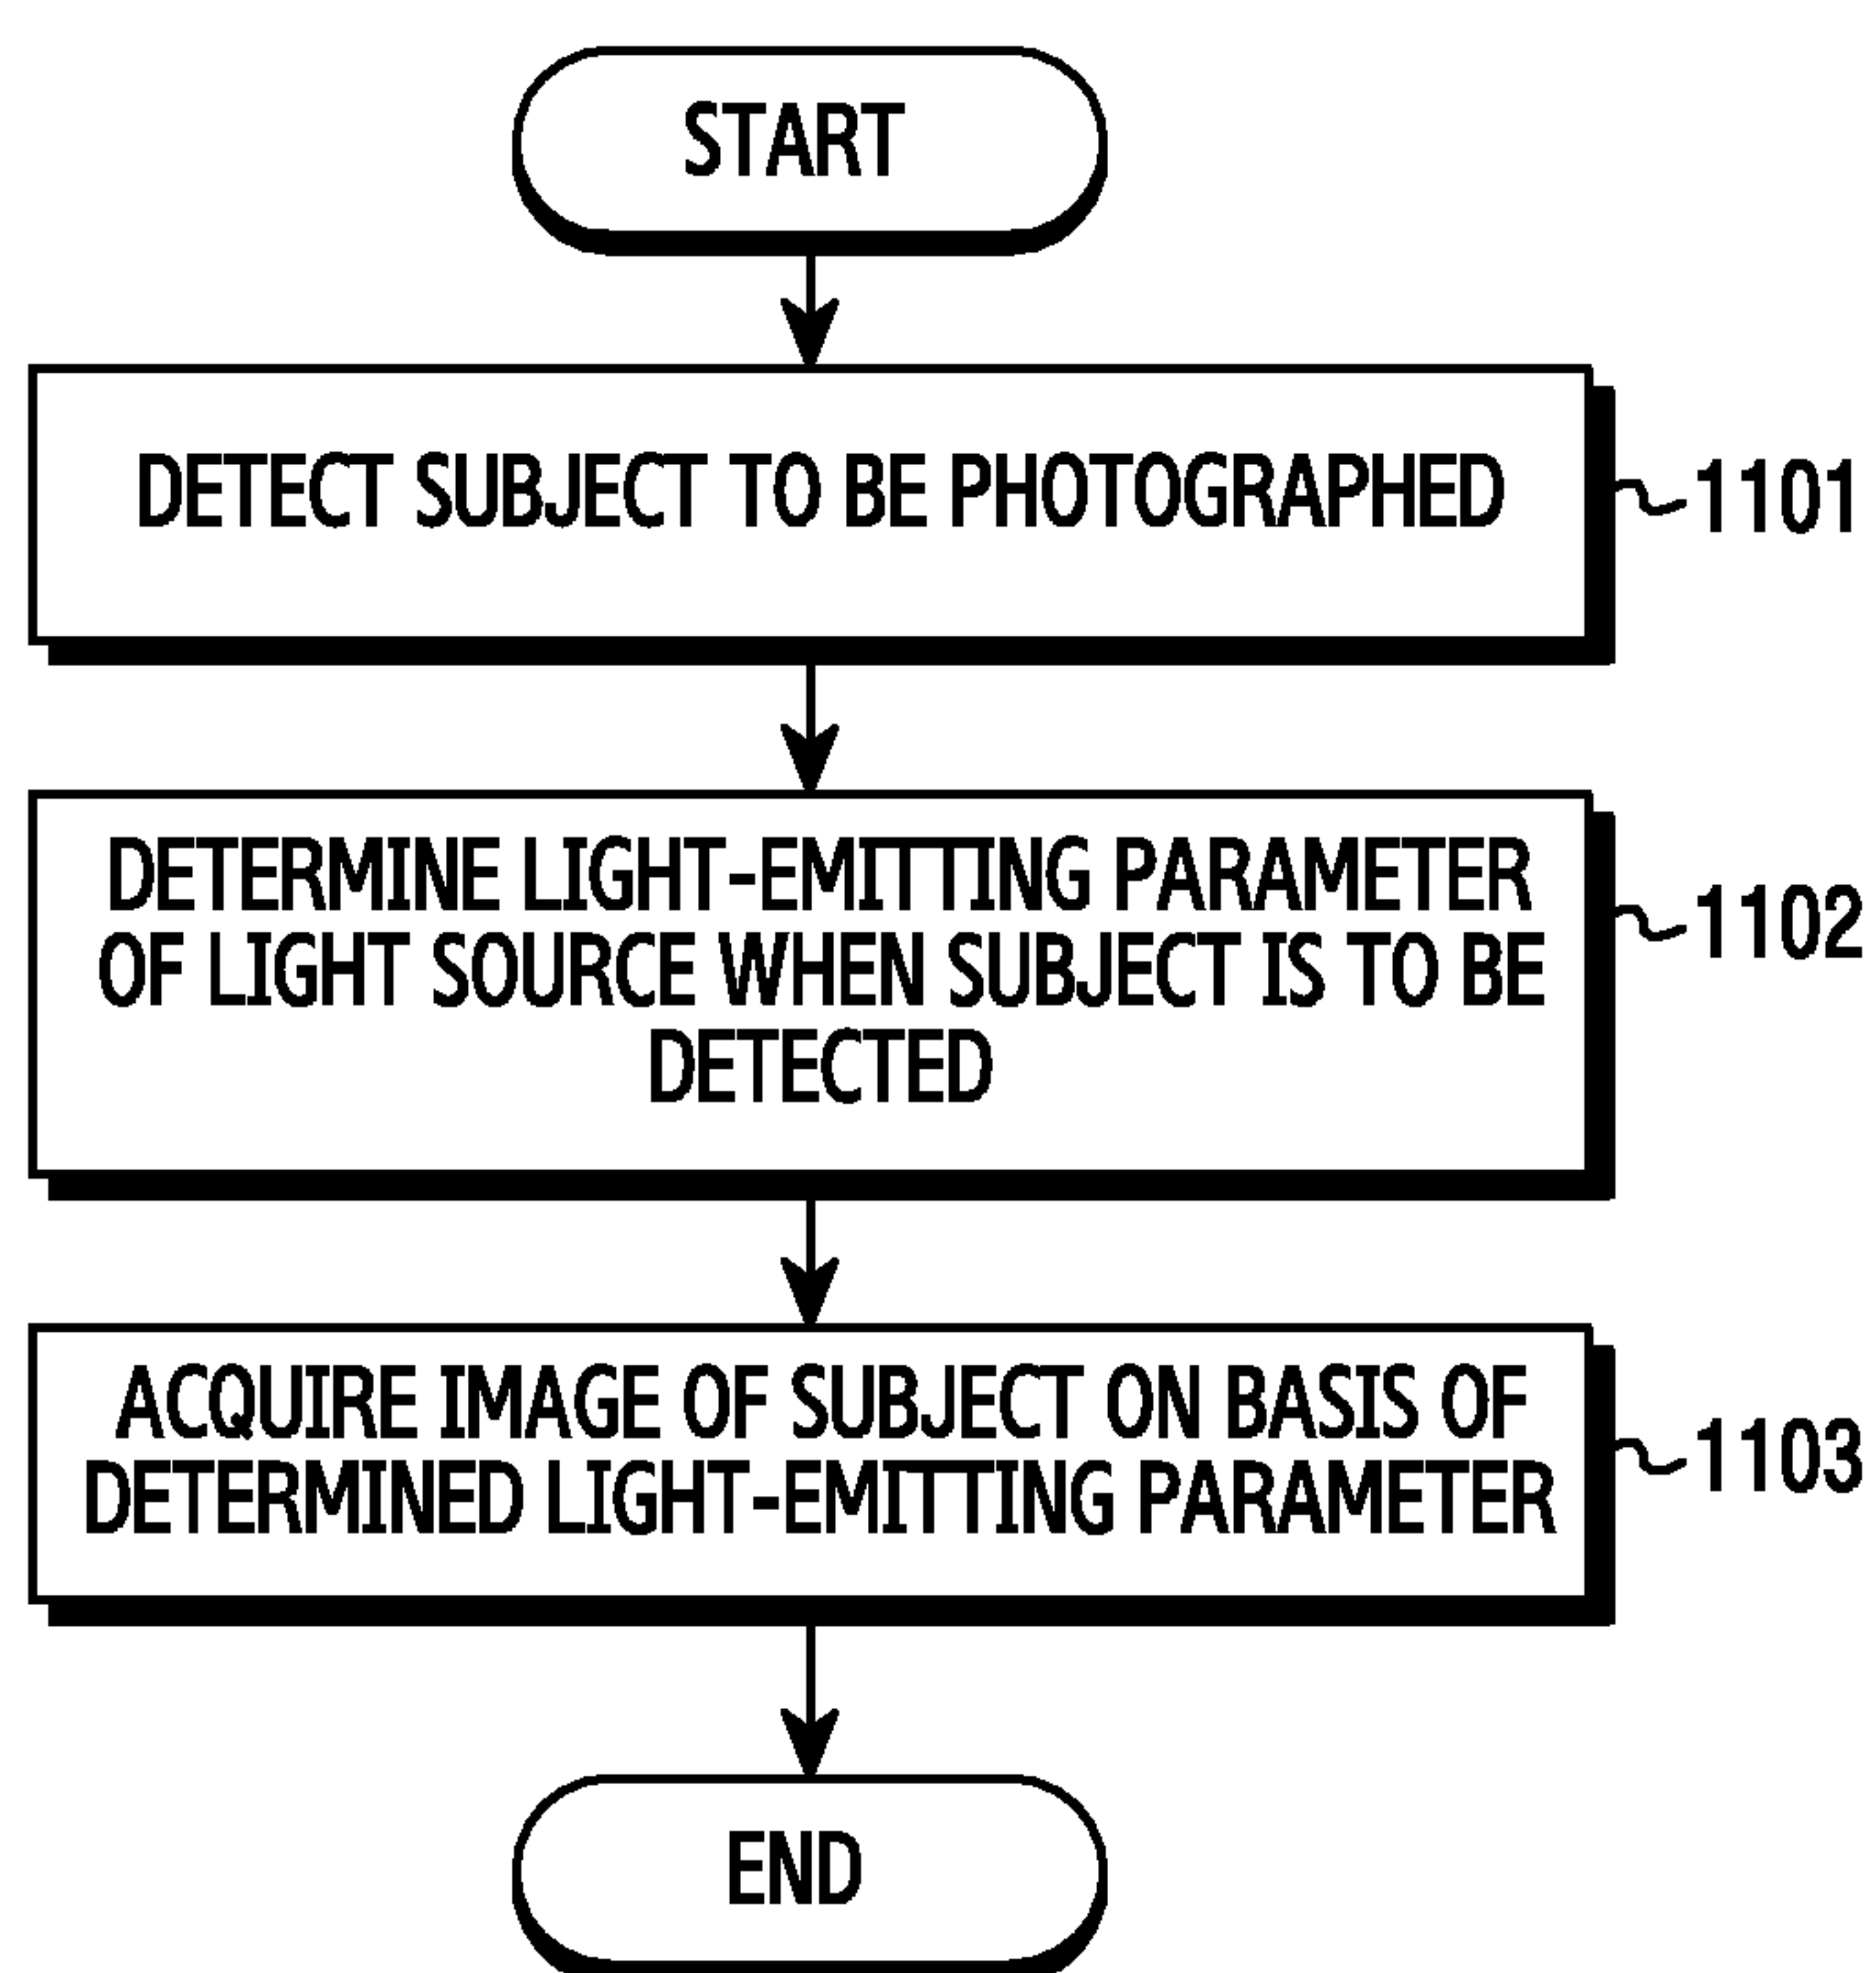 START
DETECT SUBJECT TO BE PHOTOGRAPHED
1101
DETERMINE LIGHT-EMITTING PARAMETER
OF LIGHT SOURCE WHEN SUBJECT IS TO BE
DETECTED
1102
ACQUIRE IMAGE OF SUBJECT ON BASIS OF
DETERMINED LIGHT-EMITTING PARAMETER
1103
END